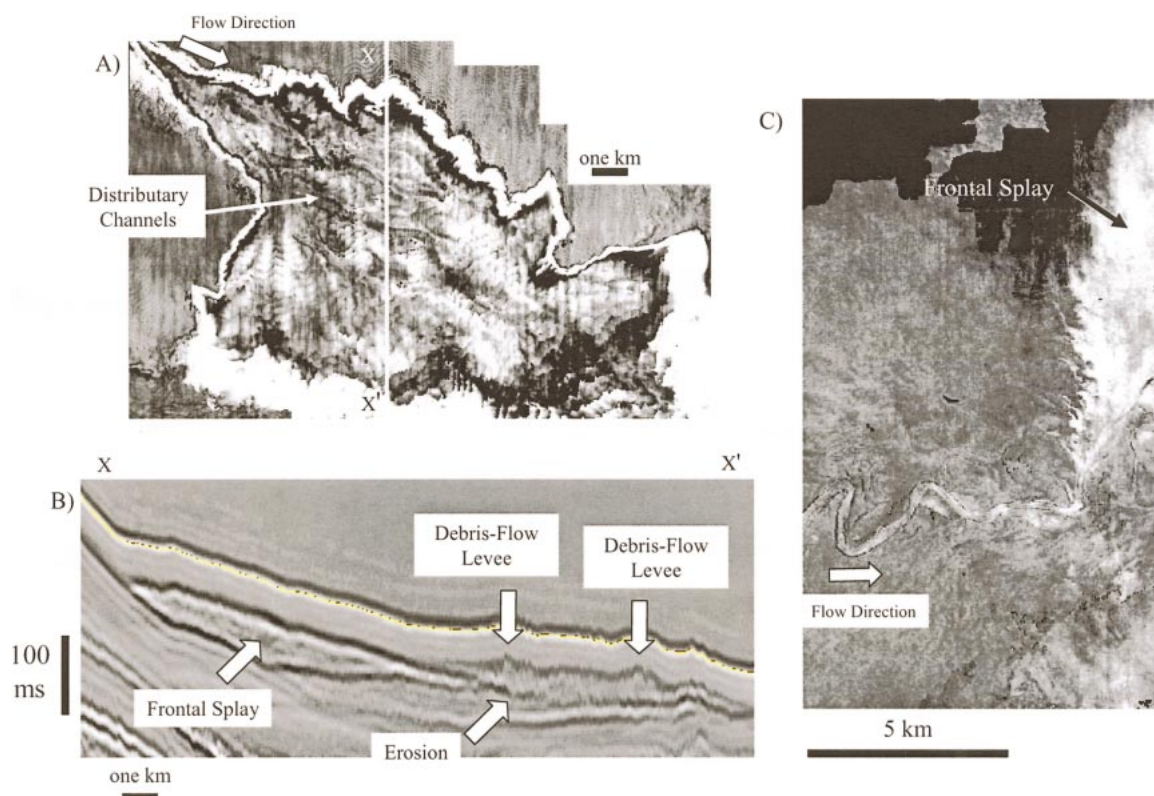 Flow Direction
A)
X
one km
Distributary
Channels
X'
X
X'
B)
Debris-Flow
Levee
Debris-Flow
Levee
100
ms
Frontal Splay
Erosion
one km
C)
Frontal Splay
Flow Direction
5 km